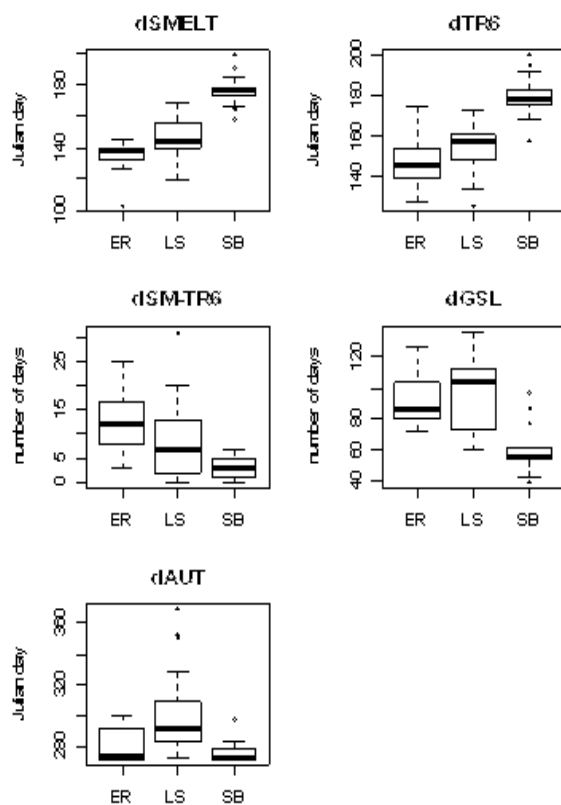 dSMELT
Julian day
180
140
100
ER LS SB
dTR6
Julian day
200
180
160
140
ER LS SB
dSM-TR6
number of days
25
15
5
0
ER LS SB
dGSL
number of days
120
80
60
40
ER LS SB
dAUT
Julian day
360
320
280
ER LS SB